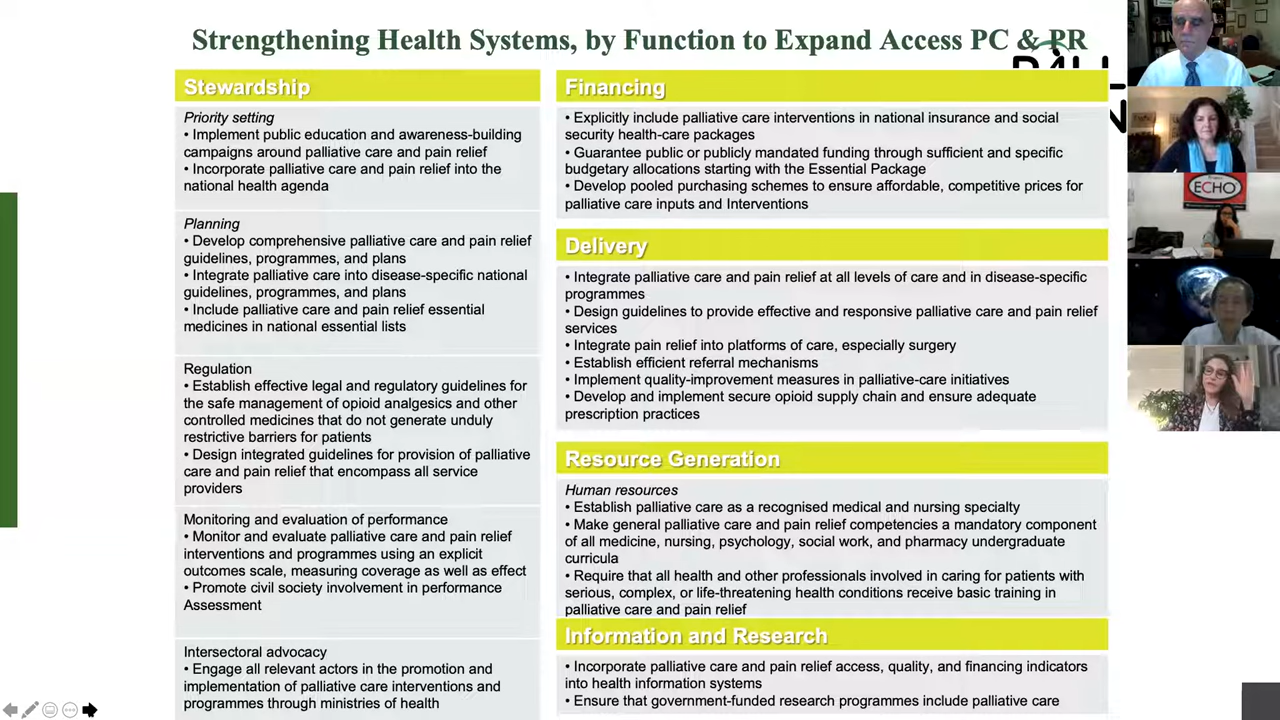 Strengthening Health Systems, by Function to Expand Access PC & PR
Stewardship
Priority setting
• Implement public education and awareness-building
campaigns around palliative care and pain relief
• Incorporate palliative care and pain relief into the
national health agenda
Planning
• Develop comprehensive palliative care and pain relief
guidelines, programmes, and plans
• Integrate palliative care into disease-specific national
guidelines, programmes, and plans
• Include palliative care and pain relief essential
medicines in national essential lists
Regulation
• Establish effective legal and regulatory guidelines for
the safe management of opioid analgesics and other
controlled medicines that do not generate unduly
restrictive barriers for patients
• Design integrated guidelines for provision of palliative
care and pain relief that encompass all service
providers
Monitoring and evaluation of performance
• Monitor and evaluate palliative care and pain relief
interventions and programmes using an explicit
outcomes scale, measuring coverage as well as effect
• Promote civil society involvement in performance
Assessment
Intersectoral advocacy
• Engage all relevant actors in the promotion and
implementation of palliative care interventions and
programmes through ministries of health
Financing
• Explicitly include palliative care interventions in national insurance and social
security health-care packages
• Guarantee public or publicly mandated funding through sufficient and specific
budgetary allocations starting with the Essential Package
• Develop pooled purchasing schemes to ensure affordable, competitive prices for
palliative care inputs and Interventions
Delivery
• Integrate palliative care and pain relief at all levels of care and in disease-specific
programmes
• Design guidelines to provide effective and responsive palliative care and pain relief
services
• Integrate pain relief into platforms of care, especially surgery
• Establish efficient referral mechanisms
• Implement quality-improvement measures in palliative-care initiatives
• Develop and implement secure opioid supply chain and ensure adequate
prescription practices
Resource Generation
Human resources
• Establish palliative care as a recognised medical and nursing specialty
• Make general palliative care and pain relief competencies a mandatory component
of all medicine, nursing, psychology, social work, and pharmacy undergraduate
curricula
• Require that all health and other professionals involved in caring for patients with
serious, complex, or life-threatening health conditions receive basic training in
palliative care and pain relief
Information and Research
• Incorporate palliative care and pain relief access, quality, and financing indicators
into health information systems
• Ensure that government-funded research programmes include palliative care
ECHO